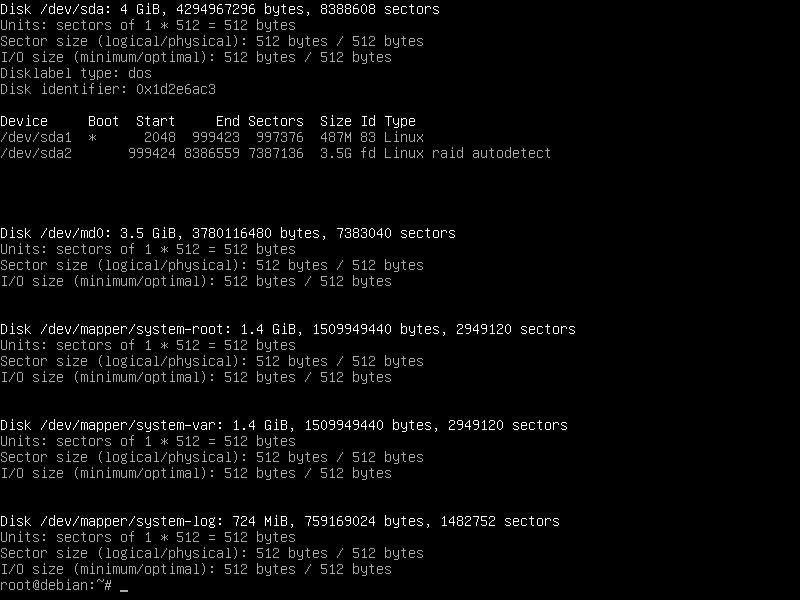 Disk /dev/sda: 4 GiB, 4294967296 bytes, 8388608 sectors
Units: sectors of 1 * 512 = 512 bytes
Sector size (logical/physical): 512 bytes / 512 bytes
I/O size (minimum/optimal): 512 bytes / 512 bytes
Disklabel type: dos
Disk identifier: 0x1d2e6ac3
Device     Boot  Start     End Sectors  Size Id Type
/dev/sda1  *      2048  999423  997376  487M 83 Linux
/dev/sda2       999424 8386559 7387136  3.5G fd Linux raid autodetect
Disk /dev/md0: 3.5 GiB, 3780116480 bytes, 7383040 sectors
Units: sectors of 1 * 512 = 512 bytes
Sector size (logical/physical): 512 bytes / 512 bytes
I/O size (minimum/optimal): 512 bytes / 512 bytes
Disk /dev/mapper/system-root: 1.4 GiB, 1509949440 bytes, 2949120 sectors
Units: sectors of 1 * 512 = 512 bytes
Sector size (logical/physical): 512 bytes / 512 bytes
I/O size (minimum/optimal): 512 bytes / 512 bytes
Disk /dev/mapper/system-var: 1.4 GiB, 1509949440 bytes, 2949120 sectors
Units: sectors of 1 * 512 = 512 bytes
Sector size (logical/physical): 512 bytes / 512 bytes
I/O size (minimum/optimal): 512 bytes / 512 bytes
Disk /dev/mapper/system-log: 724 MiB, 759169024 bytes, 1482752 sectors
Units: sectors of 1 * 512 = 512 bytes
Sector size (logical/physical): 512 bytes / 512 bytes
I/O size (minimum/optimal): 512 bytes / 512 bytes
root@debian:~# _